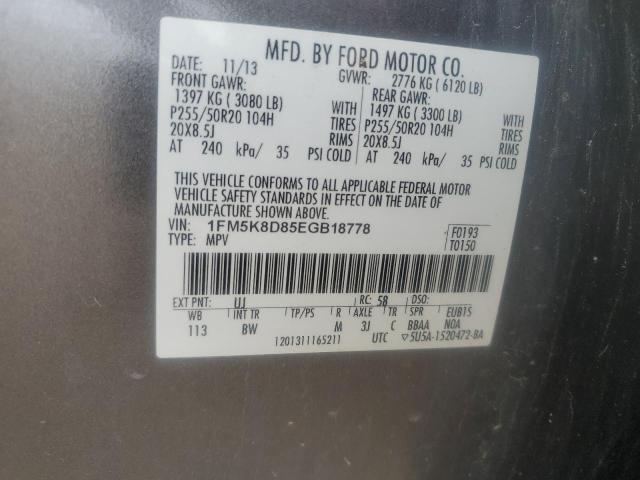 MFD. BY FORD MOTOR CO.
DATE: 11/13 GVWR: 2776 KG ( 6120 LB)
FRONT GAWR: REAR GAWR:
1397 KG ( 3080 LB) 1497 KG ( 3300 LB)
P255/50R20 104H TIRES P255/50R20 104H TIRES
20X8.5J RIMS 20X8.5J RIMS
AT 240 kPa/ 35 PSI COLD AT 240 kPa/ 35 PSI COLD
THIS VEHICLE CONFORMS TO ALL APPLICABLE FEDERAL MOTOR
VEHICLE SAFETY STANDARDS IN EFFECT ON THE DATE OF
MANUFACTURE SHOWN ABOVE.
VIN: 1FM5K8D85EGB18778 F0193
TYPE: MPV T0150
EXT PNT: UJ RC: 58 DSO:
WB INT TR TP/PS R AXLE TR SPR EUB1S
113 BW M 3J C BBAA NOA
1201311165211 UTC ▽5U5A-1520472-BA